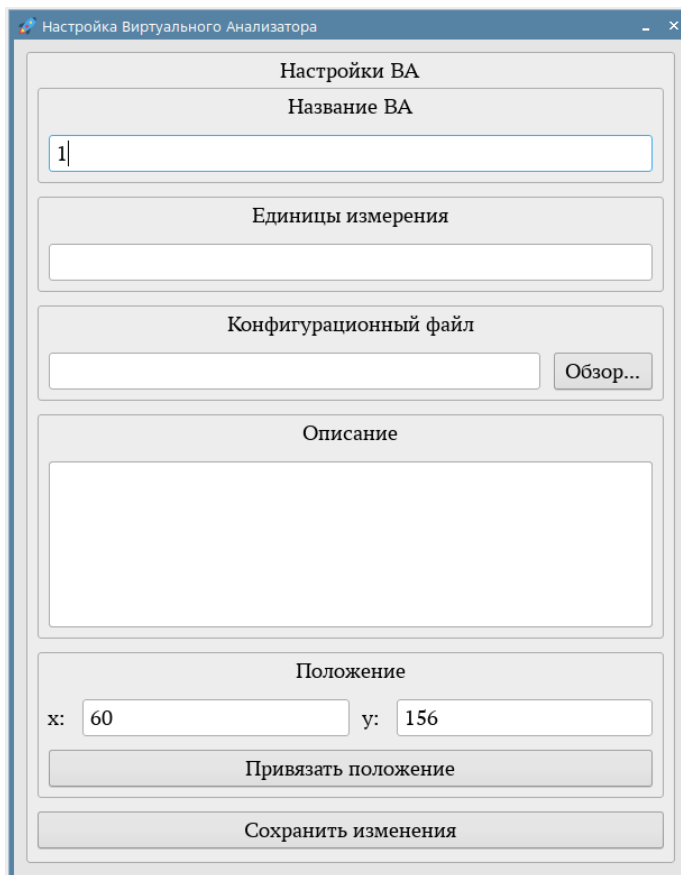 Настройка Виртуального Анализатора
Настройки ВА
Название ВА
1
Единицы измерения
Конфигурационный файл
Обзор...
Описание
Положение
x: 60 y: 156
Привязать положение
Сохранить изменения